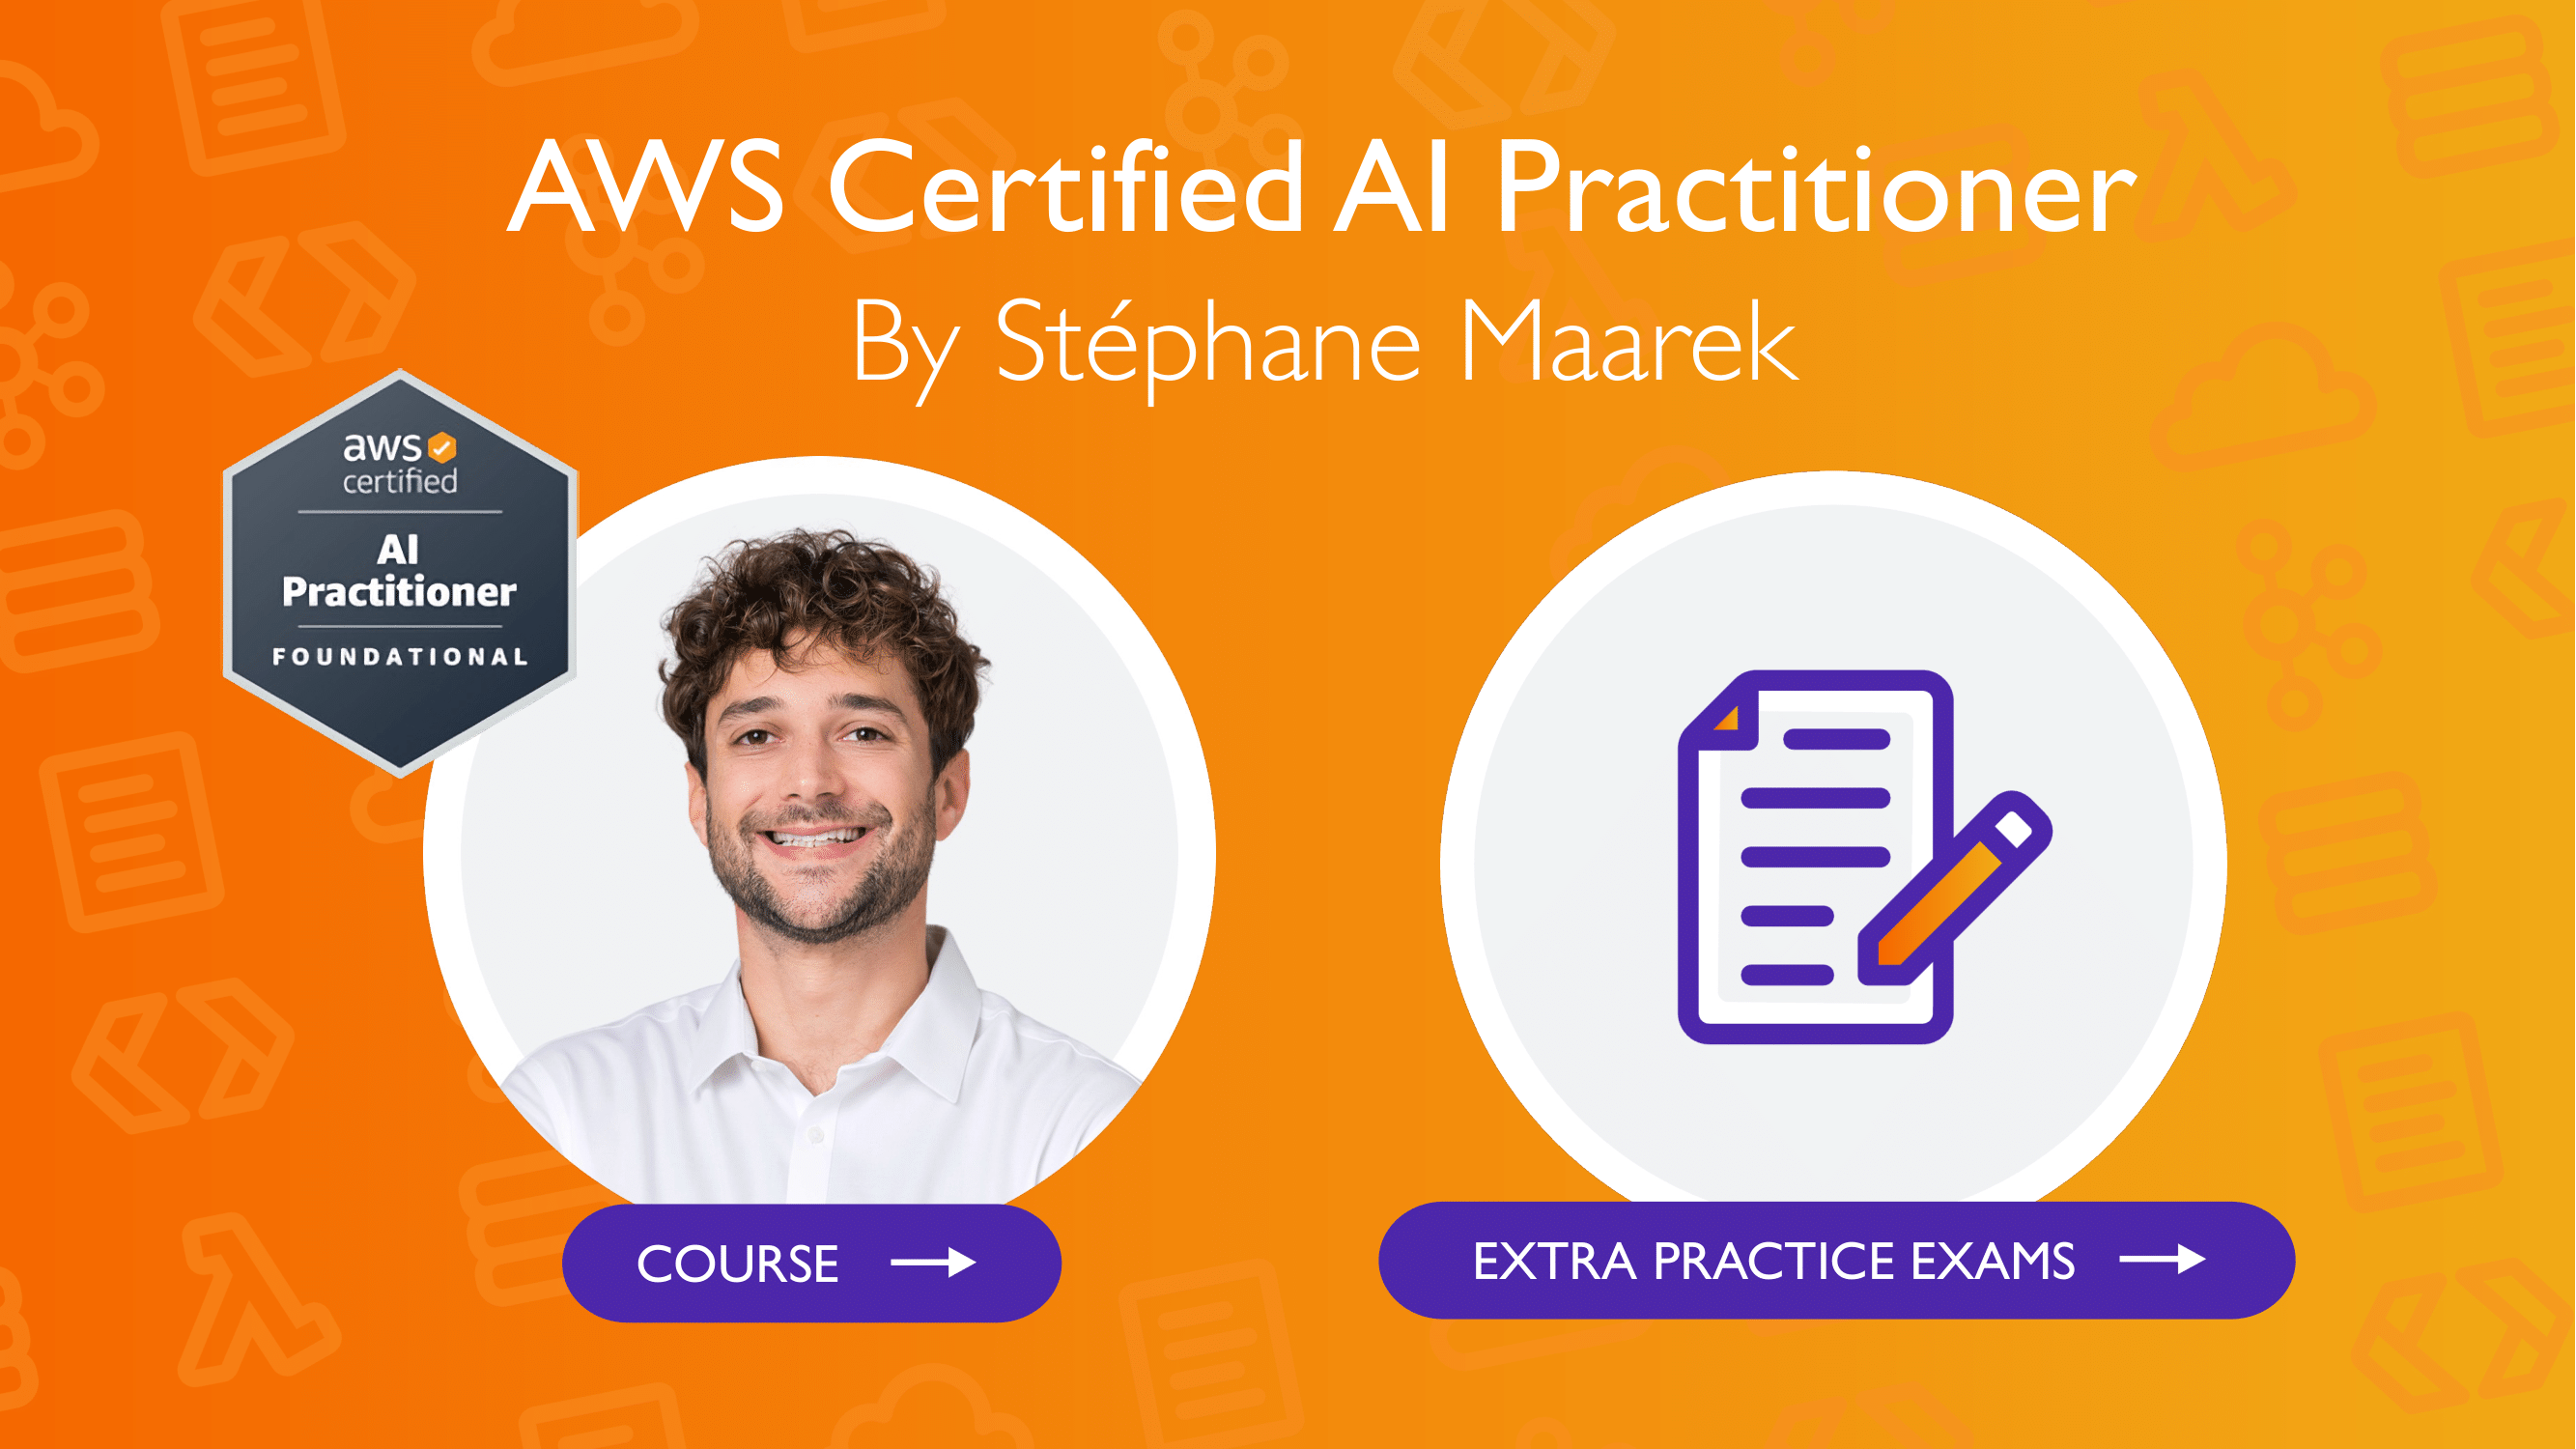 AWS Certified AI Practitioner
By Stéphane Maarek
aws
certified
AI
Practitioner
FOUNDATIONAL
COURSE
EXTRA PRACTICE EXAMS